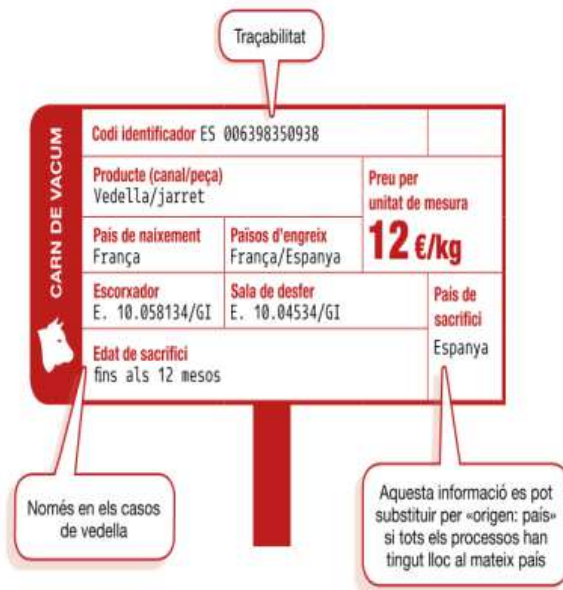 Traçabilitat
CARN DE VACUM
Codi identificador ES 006398350938
Producte (canal/peça)
Vedella/jarret
Preu per
unitat de mesura
12 €/kg
País de naixement
França
Països d'engreix
França/Espanya
Escorxador
E. 10.058134/GI
Sala de desfer
E. 10.04534/GI
País de
sacrifici
Espanya
Edat de sacrifici
fins als 12 mesos
Només en els casos
de vedella
Aquesta informació es pot
substituir per «origen: país»
si tots els processos han
tingut lloc al mateix país